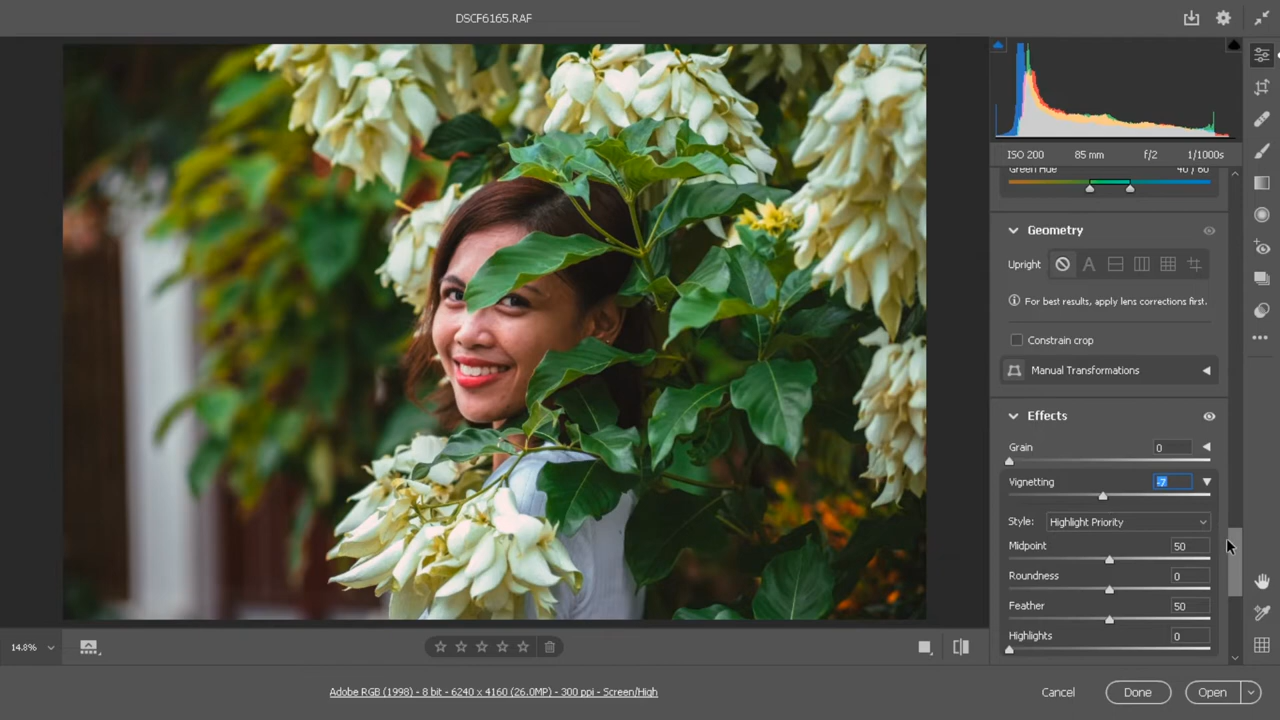 DSCF6165.RAF
ISO 200 85 mm f/2 1/1000s
Green Hue 40 / 60
Geometry
Upright A
For best results, apply lens corrections first.
Constrain crop
Manual Transformations
Effects
Grain 0
Vignetting -7
Style: Highlight Priority
Midpoint 50
Roundness 0
Feather 50
Highlights 0
14.8%
Adobe RGB (1998) - 8 bit - 6240 x 4160 (26.0MP) - 300 ppi - Screen/High
Cancel Done Open